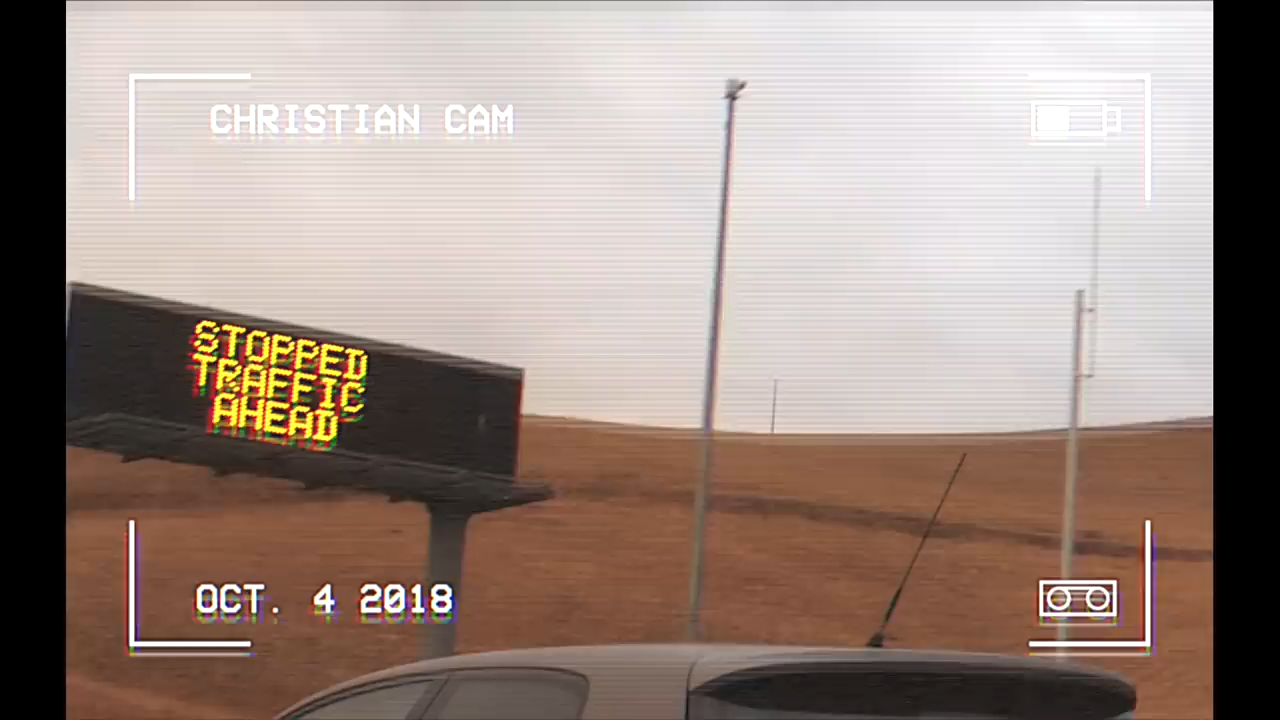 CHRISTIAN CAM
STOPPED
TRAFFIC
AHEAD
OCT. 4 2018